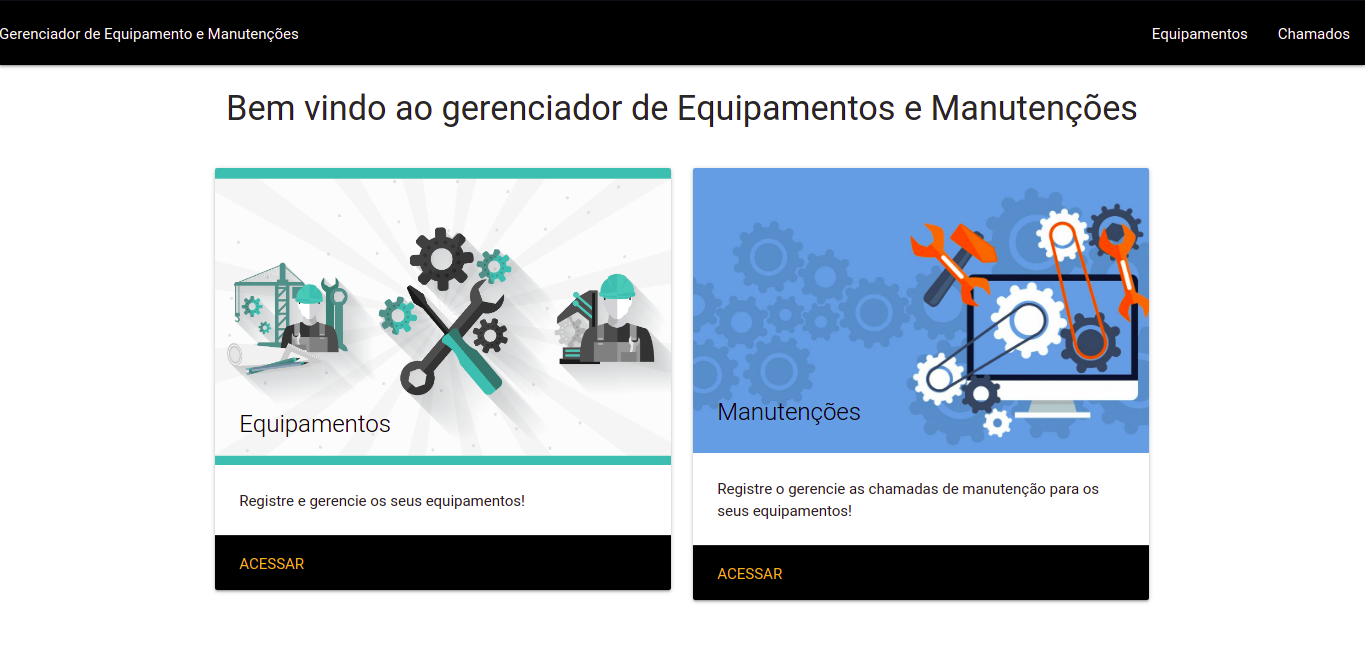 Gerenciador de Equipamento e Manutenções
Equipamentos
Chamados
Bem vindo ao gerenciador de Equipamentos e Manutenções
Equipamentos
Registre e gerencie os seus equipamentos!
ACESSAR
Manutenções
Registre o gerencie as chamadas de manutenção para os
seus equipamentos!
ACESSAR